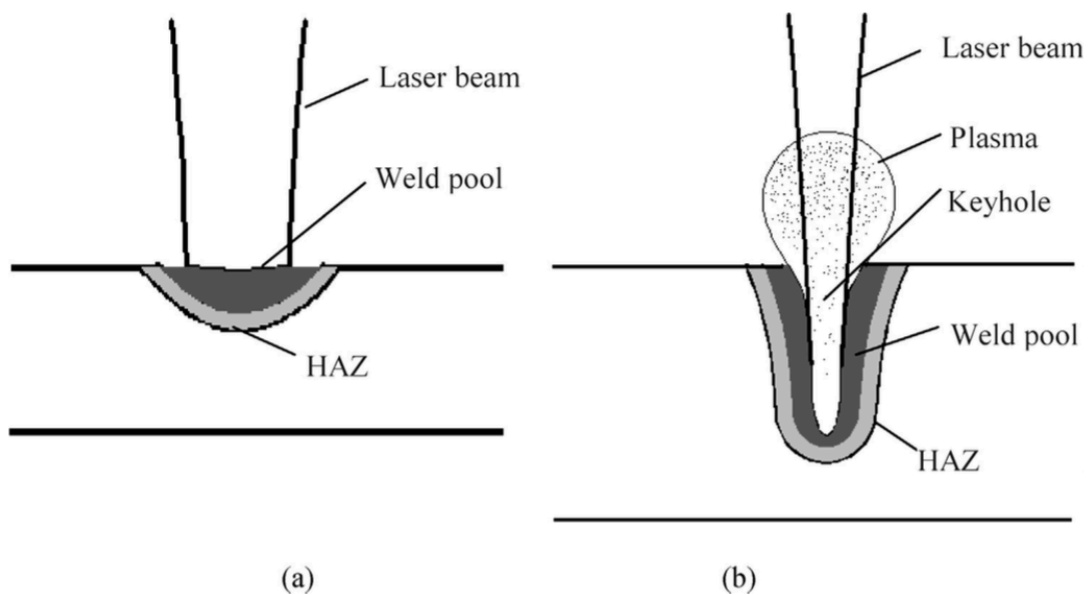 Laser beam
Weld pool
HAZ
(a)
Laser beam
Plasma
Keyhole
Weld pool
HAZ
(b)